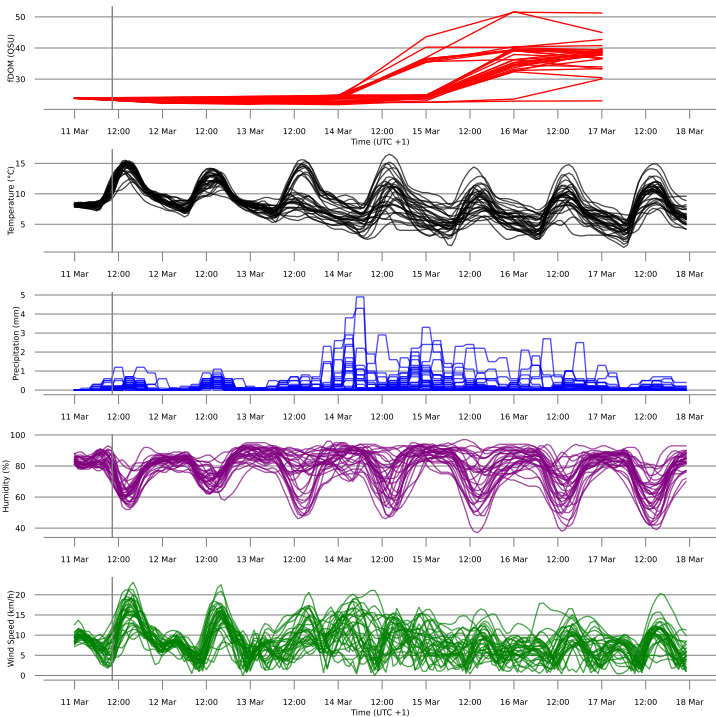 fDOM (QSU)
50
40
30
11 Mar 12:00 12 Mar 12:00 13 Mar 12:00 14 Mar 12:00 15 Mar 12:00 16 Mar 12:00 17 Mar 12:00 18 Mar
Time (UTC +1)
Temperature (°C)
15
10
5
11 Mar 12:00 12 Mar 12:00 13 Mar 12:00 14 Mar 12:00 15 Mar 12:00 16 Mar 12:00 17 Mar 12:00 18 Mar
Precipitation (mm)
5
4
3
2
1
0
11 Mar 12:00 12 Mar 12:00 13 Mar 12:00 14 Mar 12:00 15 Mar 12:00 16 Mar 12:00 17 Mar 12:00 18 Mar
Humidity (%)
100
80
60
40
11 Mar 12:00 12 Mar 12:00 13 Mar 12:00 14 Mar 12:00 15 Mar 12:00 16 Mar 12:00 17 Mar 12:00 18 Mar
Wind Speed (km/h)
20
15
10
5
0
11 Mar 12:00 12 Mar 12:00 13 Mar 12:00 14 Mar 12:00 15 Mar 12:00 16 Mar 12:00 17 Mar 12:00 18 Mar
Time (UTC +1)